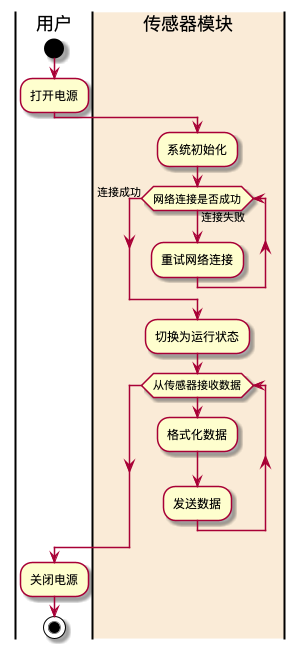 用户
传感器模块
打开电源
系统初始化
连接成功
网络连接是否成功
连接失败
重试网络连接
切换为运行状态
从传感器接收数据
格式化数据
发送数据
关闭电源